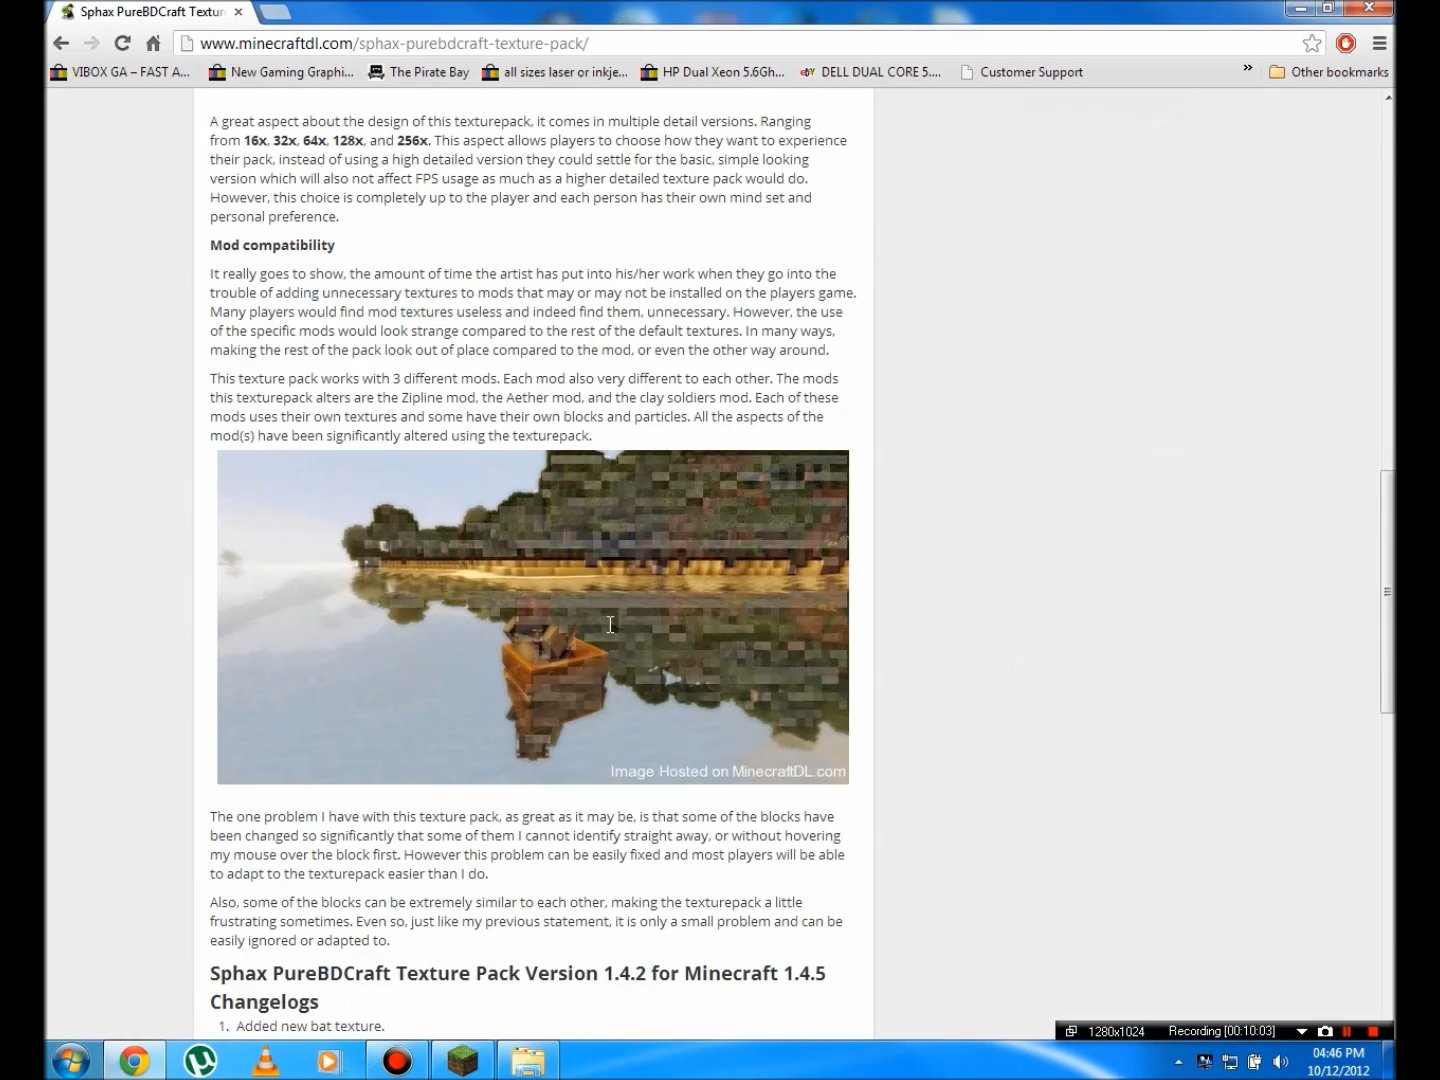 Sphax PureBDCraft Textur
www.minecraftdl.com/sphax-purebdcraft-texture-pack/
VIBOX GA – FAST A...
New Gaming Graphi...
The Pirate Bay
all sizes laser or inkje...
HP Dual Xeon 5.6Gh...
DELL DUAL CORE 5....
Customer Support
»
Other bookmarks
A great aspect about the design of this texturepack, it comes in multiple detail versions. Ranging
from 16x, 32x, 64x, 128x, and 256x. This aspect allows players to choose how they want to experience
their pack, instead of using a high detailed version they could settle for the basic, simple looking
version which will also not affect FPS usage as much as a higher detailed texture pack would do.
However, this choice is completely up to the player and each person has their own mind set and
personal preference.
Mod compatibility
It really goes to show, the amount of time the artist has put into his/her work when they go into the
trouble of adding unnecessary textures to mods that may or may not be installed on the players game.
Many players would find mod textures useless and indeed find them, unnecessary. However, the use
of the specific mods would look strange compared to the rest of the default textures. In many ways,
making the rest of the pack look out of place compared to the mod, or even the other way around.
This texture pack works with 3 different mods. Each mod also very different to each other. The mods
this texturepack alters are the Zipline mod, the Aether mod, and the clay soldiers mod. Each of these
mods uses their own textures and some have their own blocks and particles. All the aspects of the
mod(s) have been significantly altered using the texturepack.
Image Hosted on MinecraftDL.com
The one problem I have with this texture pack, as great as it may be, is that some of the blocks have
been changed so significantly that some of them I cannot identify straight away, or without hovering
my mouse over the block first. However this problem can be easily fixed and most players will be able
to adapt to the texturepack easier than I do.
Also, some of the blocks can be extremely similar to each other, making the texturepack a little
frustrating sometimes. Even so, just like my previous statement, it is only a small problem and can be
easily ignored or adapted to.
Sphax PureBDCraft Texture Pack Version 1.4.2 for Minecraft 1.4.5
Changelogs
1. Added new bat texture.
1280x1024
Recording [00:10:03]
04:46 PM
10/12/2012